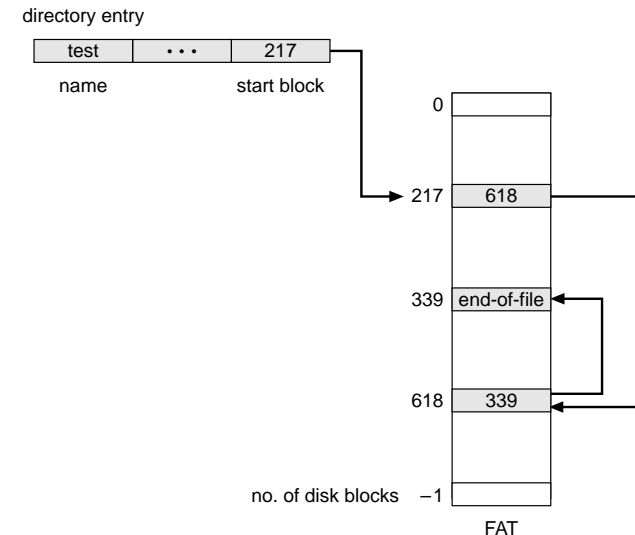 directory entry
test • • • 217
name start block
0
217 618
339 end-of-file
618 339
no. of disk blocks –1
FAT